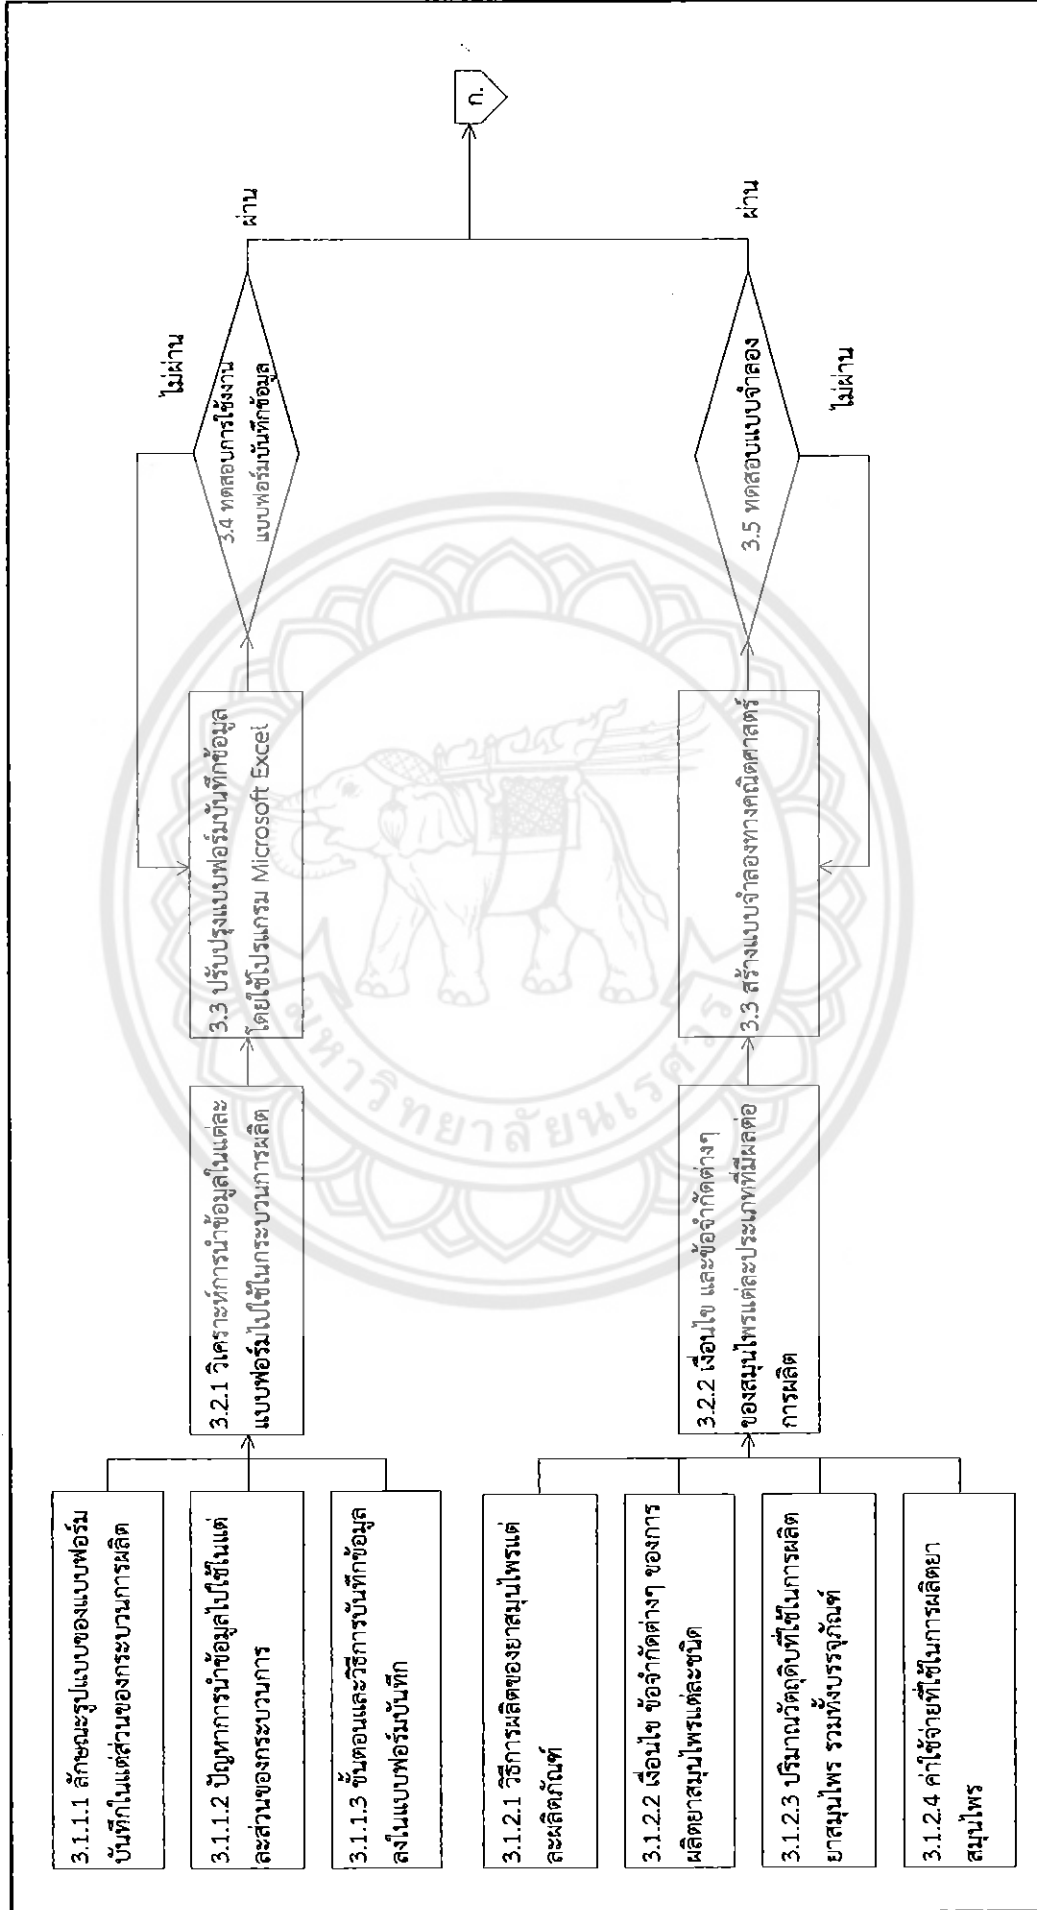 3.1.1.1 ลักษณะรูปแบบของแบบฟอร์ม
บันทึกในแต่ส่วนของกระบวนการผลิต
3.1.1.2 ปัญหาการนำข้อมูลไปใช้ในแต่
ละส่วนของกระบวนการ
3.1.1.3 ขั้นตอนและวิธีการบันทึกข้อมูล
ลงในแบบฟอร์มบันทึก
3.2.1 วิเคราะห์การนำข้อมูลในแต่ละ
แบบฟอร์มไปใช้ในกระบวนการผลิต
3.3 ปรับปรุงแบบฟอร์มบันทึกข้อมูล
โดยใช้โปรแกรม Microsoft Excel
3.4 ทดสอบการใช้งาน
แบบฟอร์มบันทึกข้อมูล
ไม่ผ่าน
ผ่าน
3.1.2.1 วิธีการผลิตของยาสมุนไพรแต่
ละผลิตภัณฑ์
3.1.2.2 เงื่อนไข ข้อจำกัดต่างๆ ของการ
ผลิตยาสมุนไพรแต่ละชนิด
3.1.2.3 ปริมาณวัตถุดิบที่ใช้ในการผลิต
ยาสมุนไพร รวมทั้งบรรจุภัณฑ์
3.1.2.4 ค่าใช้จ่ายที่ใช้ในการผลิตยา
สมุนไพร
3.2.2 เงื่อนไข และข้อจำกัดต่างๆ
ของสมุนไพรแต่ละประเภทที่มีผลต่อ
การผลิต
3.3 สร้างแบบจำลองทางคณิตศาสตร์
3.5 ทดสอบแบบจำลอง
ไม่ผ่าน
ผ่าน
ก.
มหาวิทยาลัยนเรศวร